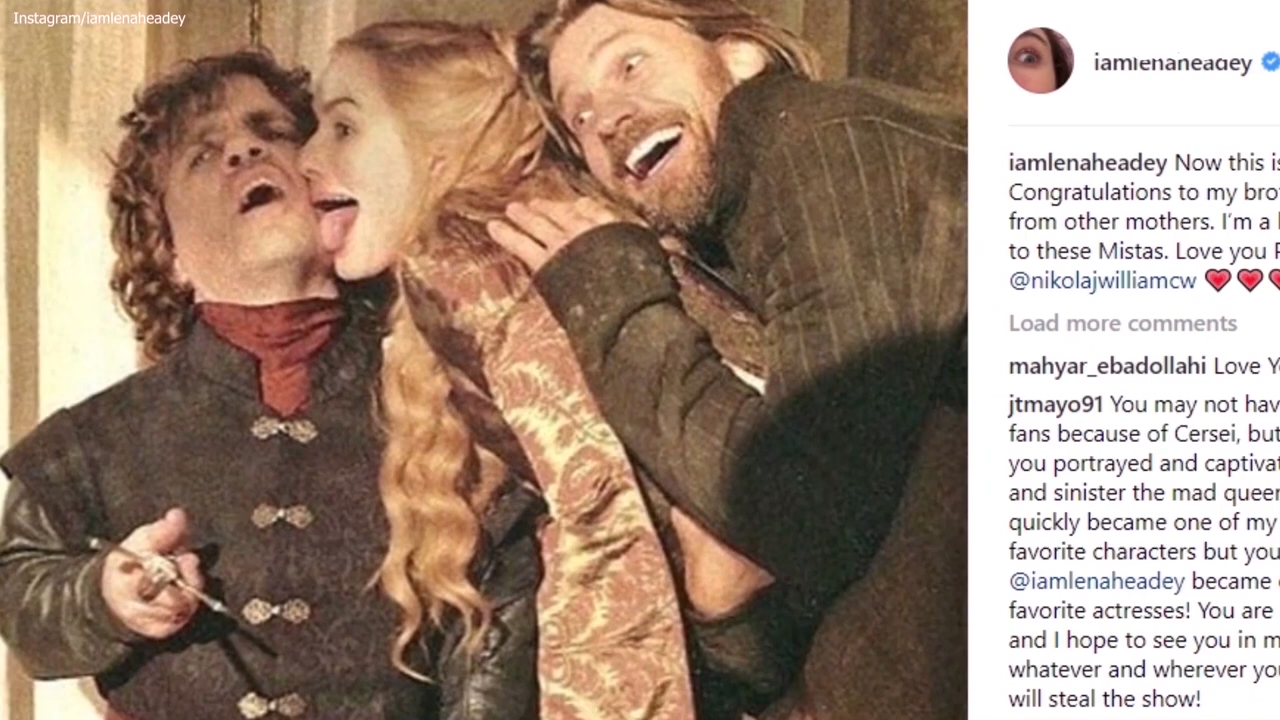 Instagram/iamlenaheadey
iamlenaheadey
iamlenaheadey Now this is
Congratulations to my bro
from other mothers. I'm a
to these Mistas. Love you
@nikolajwilliamcw
Load more comments
mahyar_ebadollahi Love
jtmayo91 You may not hav
fans because of Cersei, but
you portrayed and captivat
and sinister the mad queen
quickly became one of my
favorite characters but you
@iamlenaheadey became
favorite actresses! You are
and I hope to see you in m
whatever and wherever you
will steal the show!